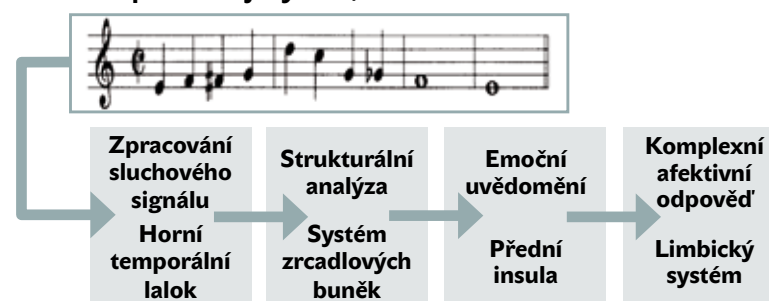 Zpracování
sluchového
signálu
Horní
temporální
lalok
Strukturální
analýza
Systém
zrcadlových
buněk
Emoční
uvědomění
Přední
insula
Komplexní
afektivní
odpověď
Limbický
systém